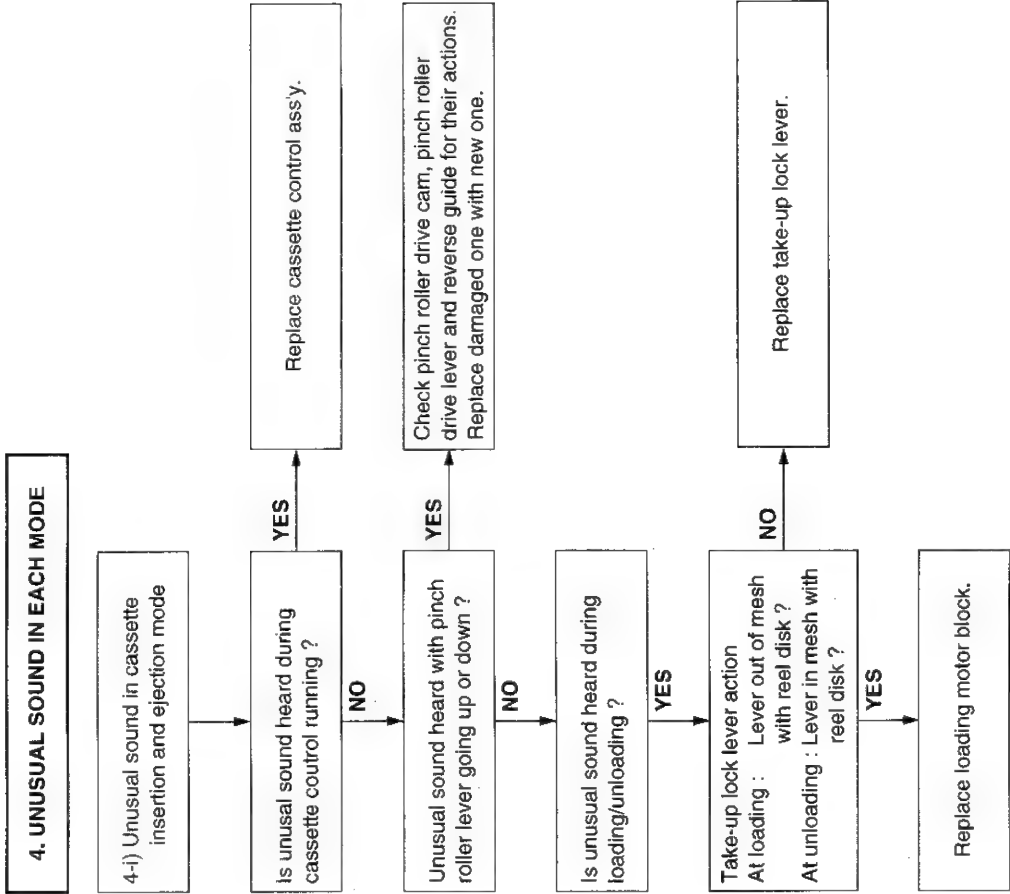 4. UNUSUAL SOUND IN EACH MODE
4-i) Unusual sound in cassette
insertion and ejection mode
Is unusal sound heard during
cassette coutrol running ?
YES
Replace cassette control ass'y.
NO
Unusual sound heard with pinch
roller lever going up or down ?
YES
Check pinch roller drive cam, pinch roller
drive lever and reverse guide for their actions.
Replace damaged one with new one.
NO
Is unusual sound heard during
loading/unloading ?
YES
Take-up lock lever action
At loading : Lever out of mesh
with reel disk ?
At unloading : Lever in mesh with
reel disk ?
NO
Replace take-up lock lever.
YES
Replace loading motor block.